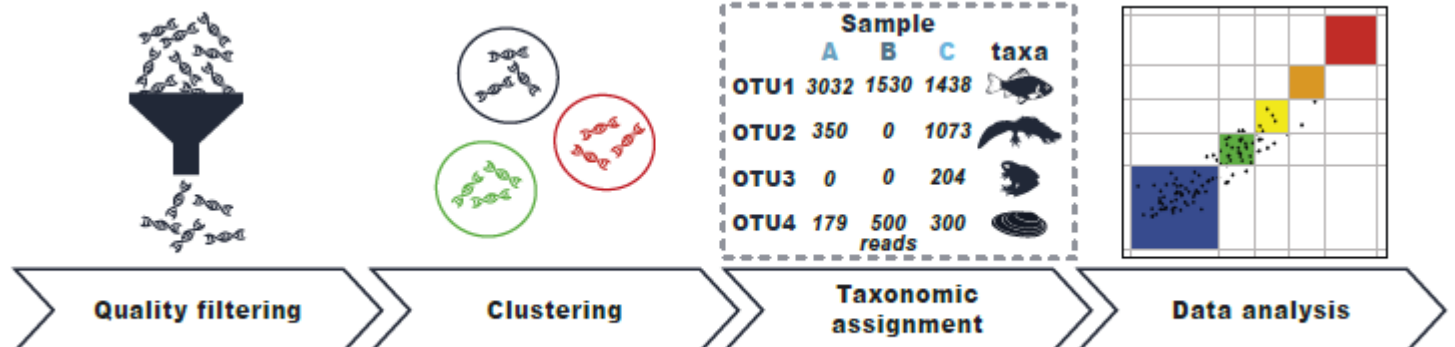 Sample
A B C taxa
OTU1 3032 1530 1438
OTU2 350 0 1073
OTU3 0 0 204
OTU4 179 500 300
reads
Quality filtering
Clustering
Taxonomic
assignment
Data analysis